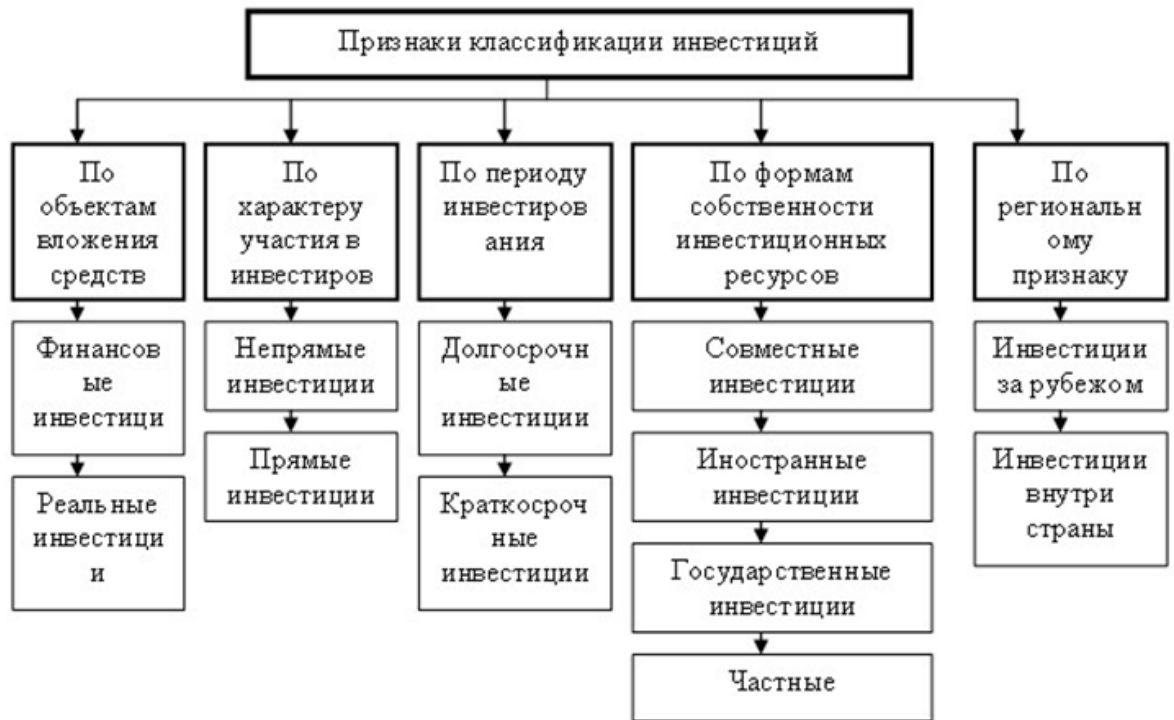 Признаки классификации инвестиций
По
объектам
вложения
средств
По
характеру
участия в
инвестиров
По периоду
инвестиров
ания
По формам
собственности
инвестиционных
ресурсов
По
региональн
ому
признаку
Финансов
ые
инвестици
Реальные
инвестици
и
Непрямые
инвестиции
Прямые
инвестиции
Долгосрочн
ые
инвестиции
Краткосроч
ные
инвестиции
Совместные
инвестиции
Иностранные
инвестиции
Государственные
инвестиции
Частные
Инвестиции
за рубежом
Инвестиции
внутри
страны